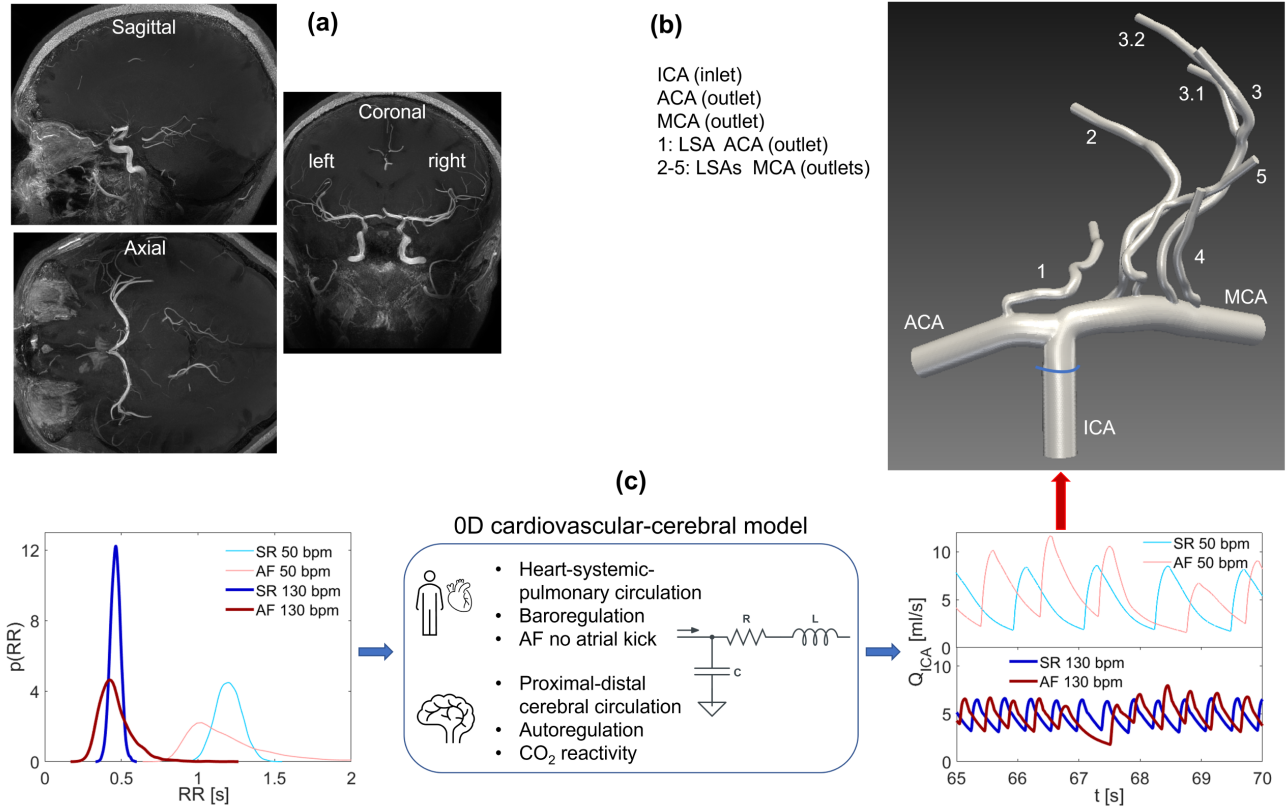 (a)
Sagittal
Coronal
left
right
Axial
(b)
ICA (inlet)
ACA (outlet)
MCA (outlet)
1: LSA ACA (outlet)
2-5: LSAs MCA (outlets)
3.2
3.1
3
2
5
1
4
MCA
ACA
ICA
(c)
12
8
4
0
p(RR)
SR 50 bpm
AF 50 bpm
SR 130 bpm
AF 130 bpm
0
0.5
1
1.5
2
RR [s]
0D cardiovascular-cerebral model
• Heart-systemic-
pulmonary circulation
• Baroregulation
• AF no atrial kick
• Proximal-distal
cerebral circulation
• Autoregulation
• CO₂ reactivity
R
L
C
10
5
0
SR 50 bpm
AF 50 bpm
Q_ICA [ml/s]
10
5
0
SR 130 bpm
AF 130 bpm
65
66
67
68
69
70
t [s]